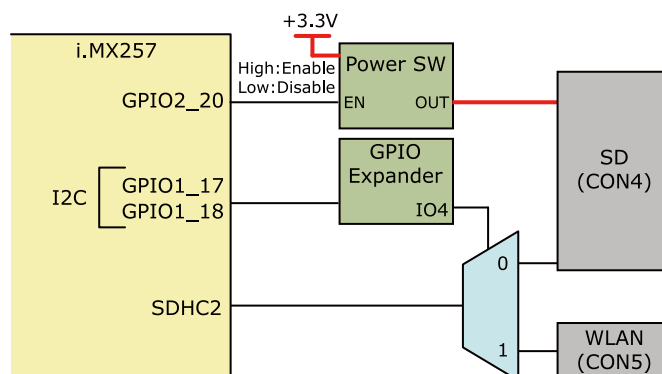 +3.3V
i.MX257
High:Enable
Low:Disable
Power SW
GPIO2_20
EN
OUT
GPIO
Expander
SD
(CON4)
I2C
GPIO1_17
GPIO1_18
IO4
0
SDHC2
1
WLAN
(CON5)